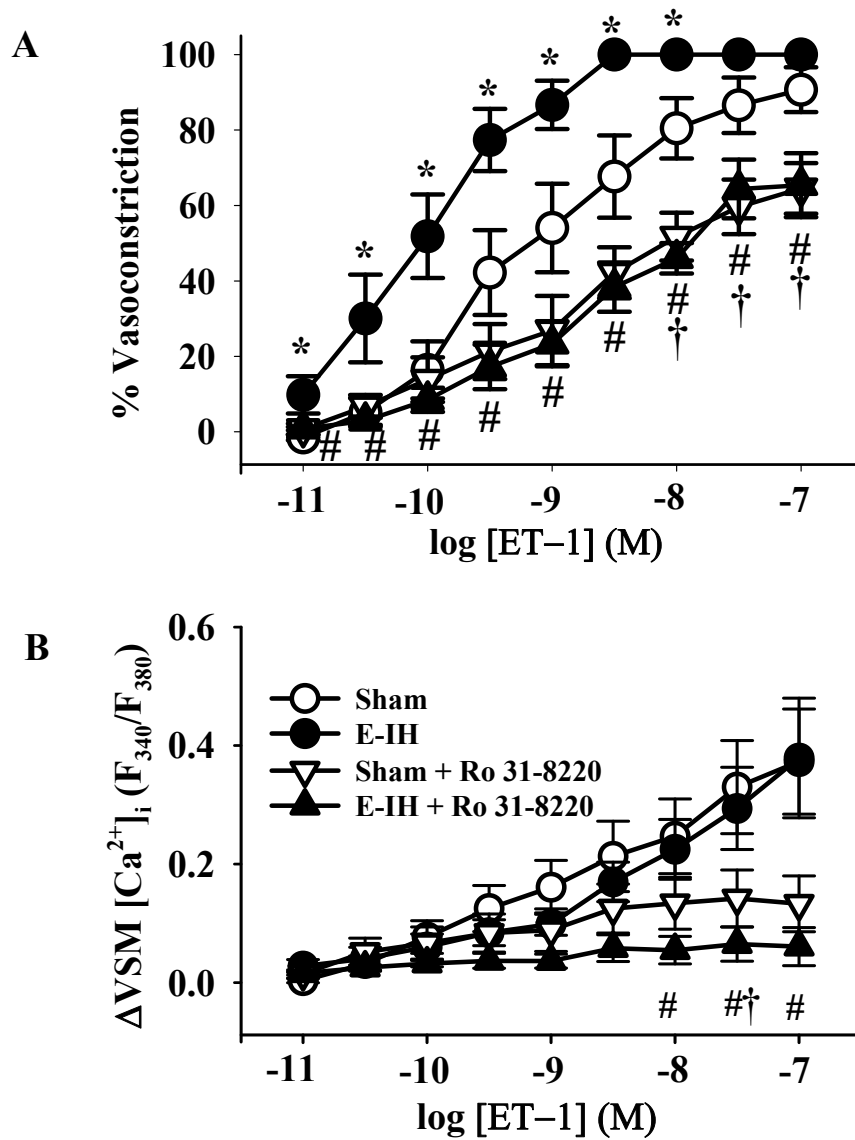 A
% Vasoconstriction
100
80
60
40
20
0
* * * * * * *
# # # # # # # # #
† † †
-11 -10 -9 -8 -7
log [ET−1] (M)
B
ΔVSM [Ca²⁺]ᵢ (F₃₄₀/F₃₈₀)
0.6
0.4
0.2
0.0
Sham
E-IH
Sham + Ro 31-8220
E-IH + Ro 31-8220
# #† #
-11 -10 -9 -8 -7
log [ET−1] (M)